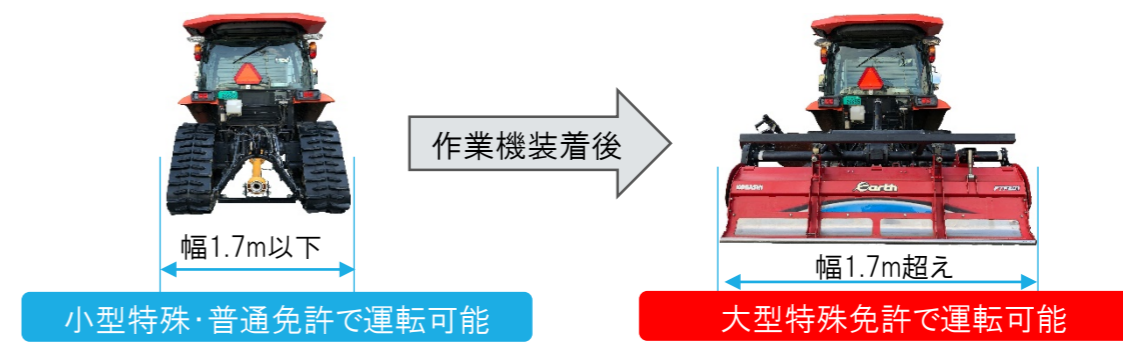 作業機装着後
Earth
幅1.7m以下
幅1.7m超え
小型特殊・普通免許で運転可能
大型特殊免許で運転可能